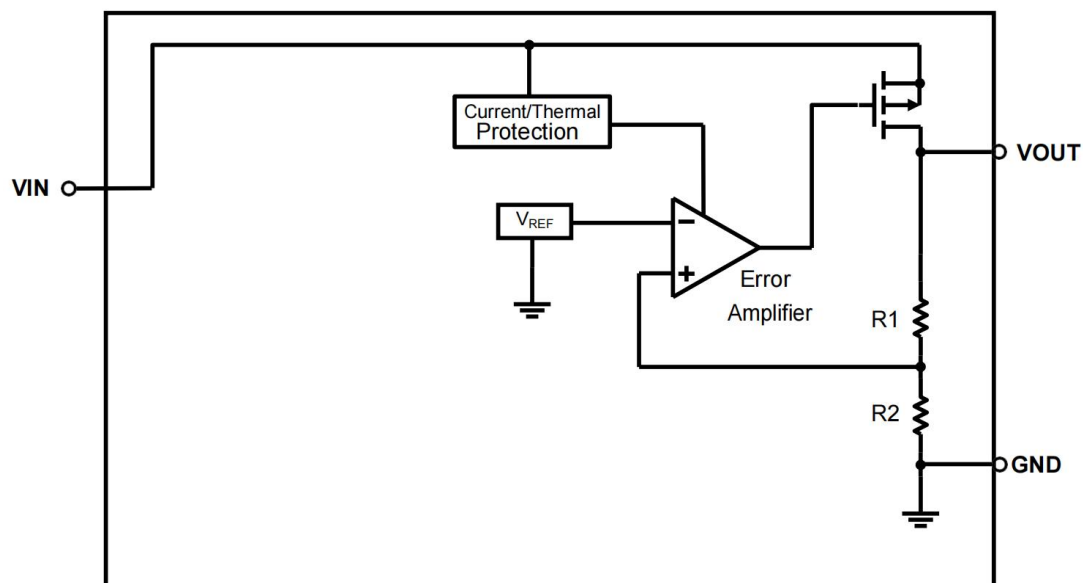 Current/Thermal
Protection
VOUT
VIN
VREF
−
+
Error
Amplifier
R1
R2
GND